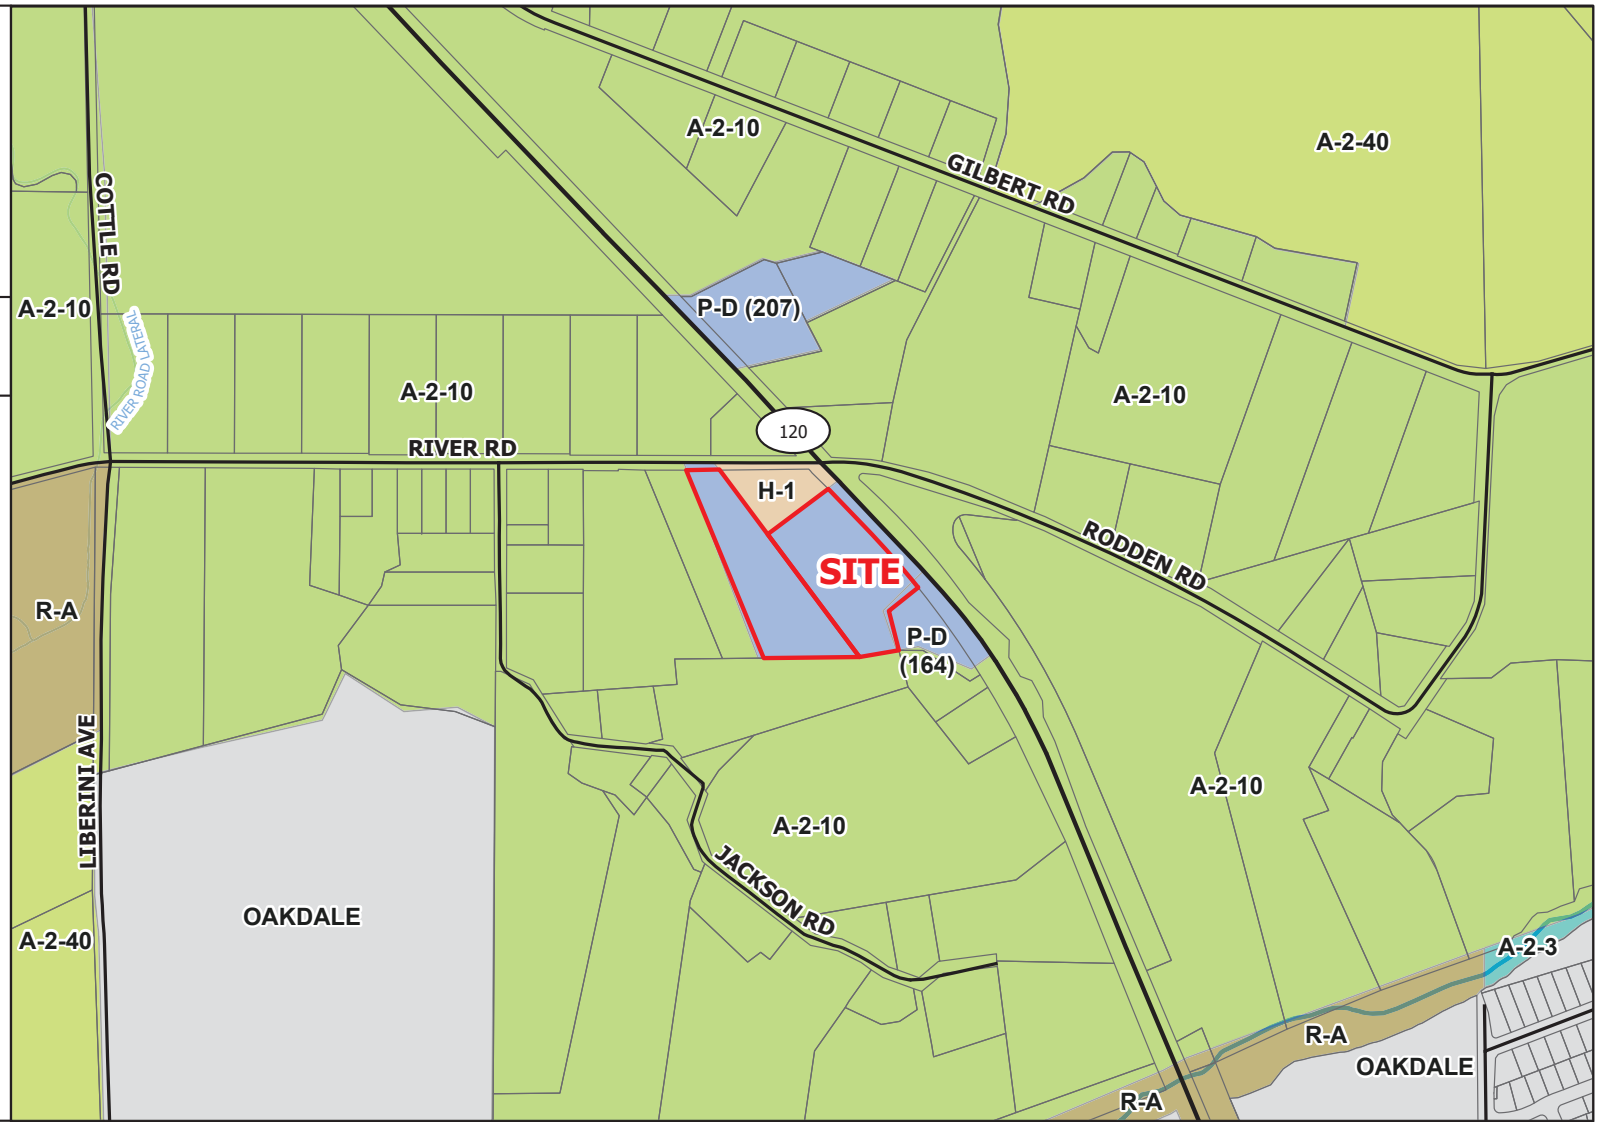 A-2-10
A-2-40
GILBERT RD
COTTLE RD
A-2-10
P-D (207)
RIVER ROAD LATERAL
A-2-10
A-2-10
120
RIVER RD
H-1
RODDEN RD
SITE
R-A
P-D
(164)
LIBERINI AVE
A-2-10
A-2-10
JACKSON RD
OAKDALE
A-2-40
A-2-3
R-A
OAKDALE
R-A